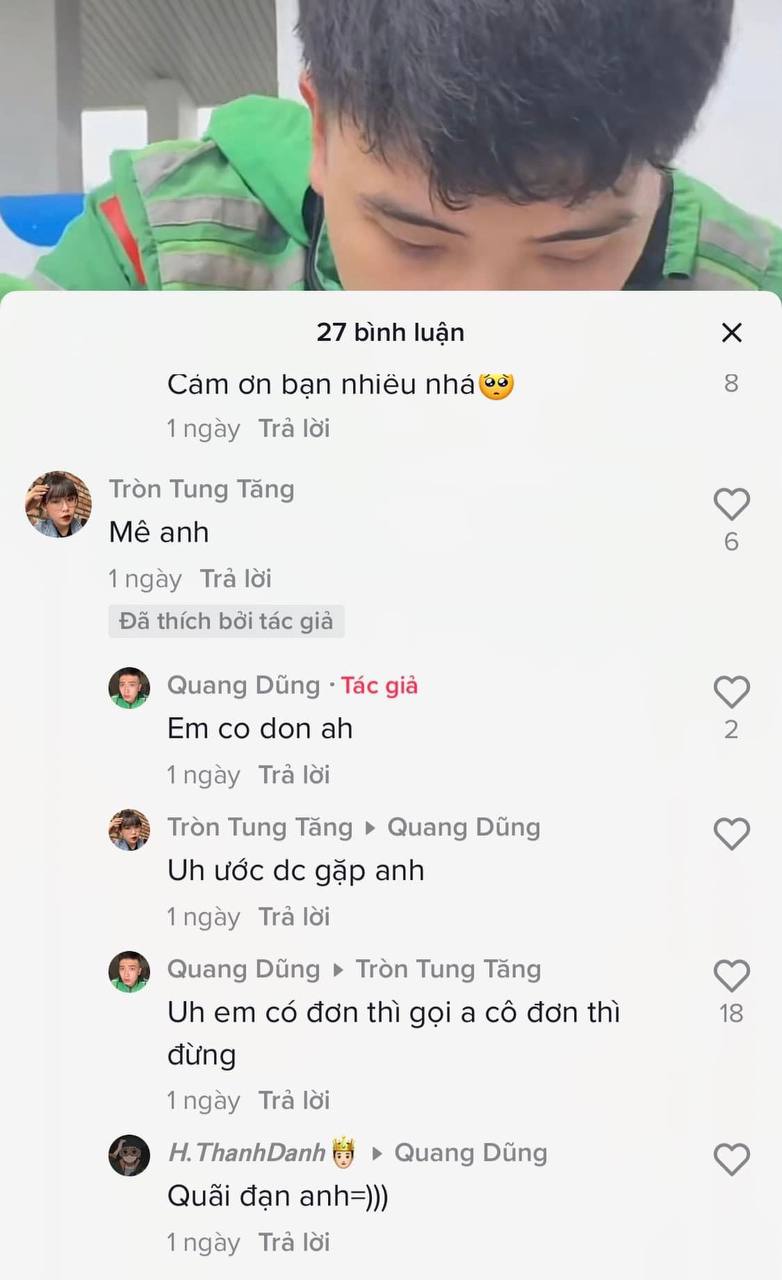 27 bình luận
Cảm ơn bạn nhiều nhá🥺
8
1 ngày Trả lời
Tròn Tung Tăng
Mê anh
6
1 ngày Trả lời
Đã thích bởi tác giả
Quang Dũng · Tác giả
Em co don ah
2
1 ngày Trả lời
Tròn Tung Tăng ▸ Quang Dũng
Uh ước dc gặp anh
1 ngày Trả lời
Quang Dũng ▸ Tròn Tung Tăng
Uh em có đơn thì gọi a cô đơn thì
đừng
18
1 ngày Trả lời
H.ThanhDanh🤴🏻 ▸ Quang Dũng
Quãi đạn anh=)))
1 ngày Trả lời